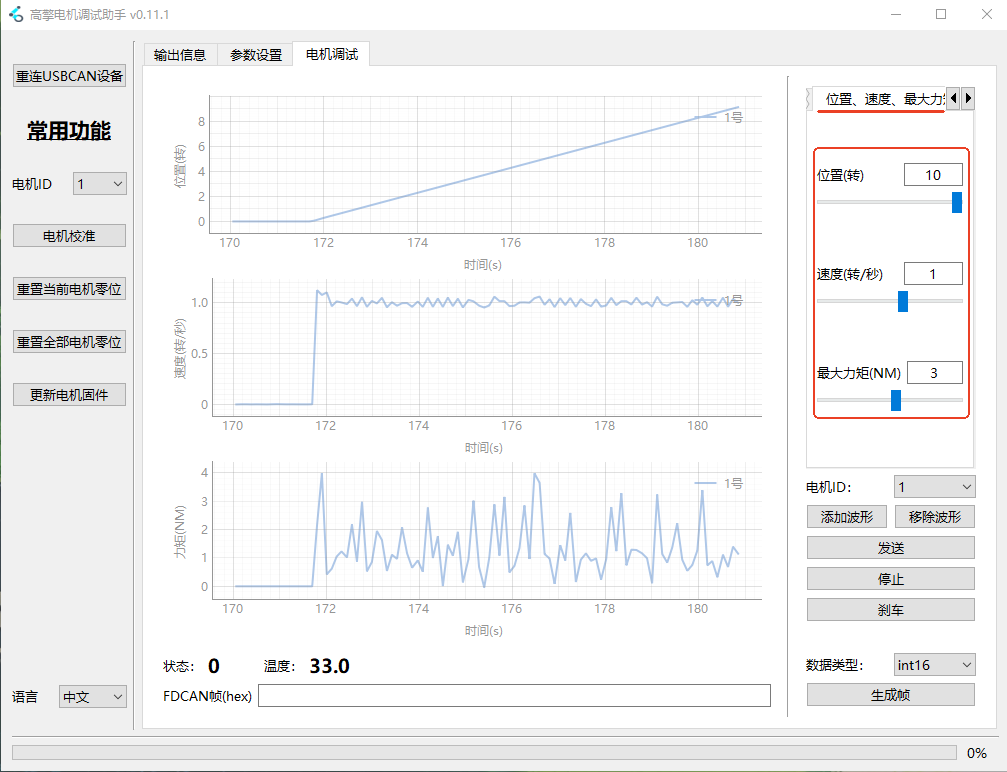 高擎电机调试助手 v0.11.1
重连USBCAN设备
常用功能
电机ID 1
电机校准
重置当前电机零位
重置全部电机零位
更新电机固件
语言 中文
输出信息 参数设置 电机调试
位置(转)
8
6
4
2
0
1号
170 172 174 176 178 180
时间(s)
速度(转/秒)
1.0
0.5
0
1号
170 172 174 176 178 180
时间(s)
力矩(NM)
4
3
2
1
0
1号
170 172 174 176 178 180
时间(s)
状态: 0 温度: 33.0
FDCAN帧(hex)
位置、速度、最大力
位置(转) 10
速度(转/秒) 1
最大力矩(NM) 3
电机ID: 1
添加波形 移除波形
发送
停止
刹车
数据类型: int16
生成帧
0%